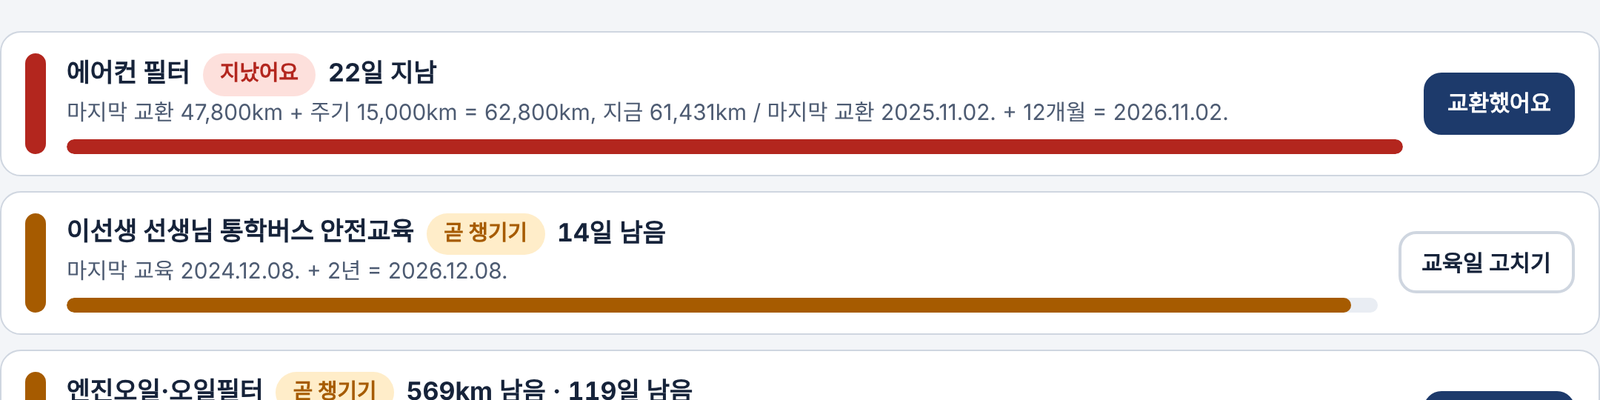 에어컨 필터 지났어요 22일 지남
마지막 교환 47,800km + 주기 15,000km = 62,800km, 지금 61,431km / 마지막 교환 2025.11.02. + 12개월 = 2026.11.02.
교환했어요
이선생 선생님 통학버스 안전교육 곧 챙기기 14일 남음
마지막 교육 2024.12.08. + 2년 = 2026.12.08.
교육일 고치기
엔진오일·오일필터 곧 챙기기 569km 남음 · 119일 남음